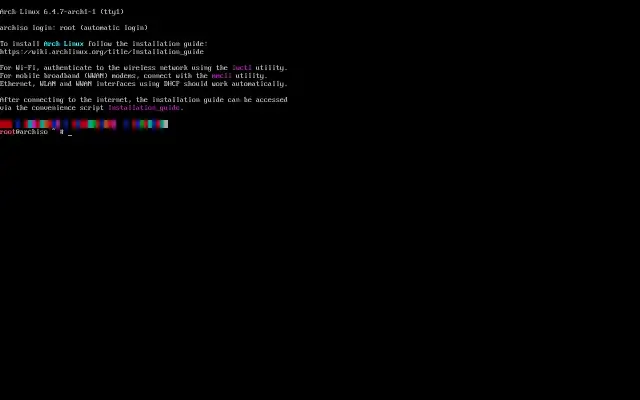 Arch Linux 6.4.7-arch1-1 (tty1)
archiso login: root (automatic login)
To install Arch Linux follow the installation guide:
https://wiki.archlinux.org/title/Installation_guide
For Wi-Fi, authenticate to the wireless network using the iwctl utility.
For mobile broadband (WWAN) modems, connect with the mmcli utility.
Ethernet, WLAN and WWAN interfaces using DHCP should work automatically.
After connecting to the internet, the installation guide can be accessed
via the convenience script Installation_guide.
root@archiso ~ # _